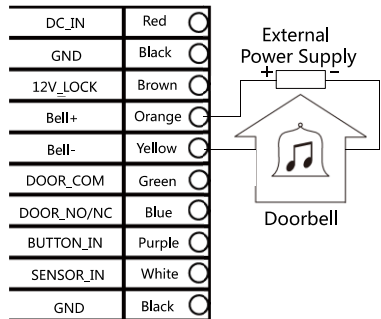 DC_IN Red
GND Black
12V_LOCK Brown
Bell+ Orange
Bell- Yellow
DOOR_COM Green
DOOR_NO/NC Blue
BUTTON_IN Purple
SENSOR_IN White
GND Black
External
Power Supply
+ -
Doorbell